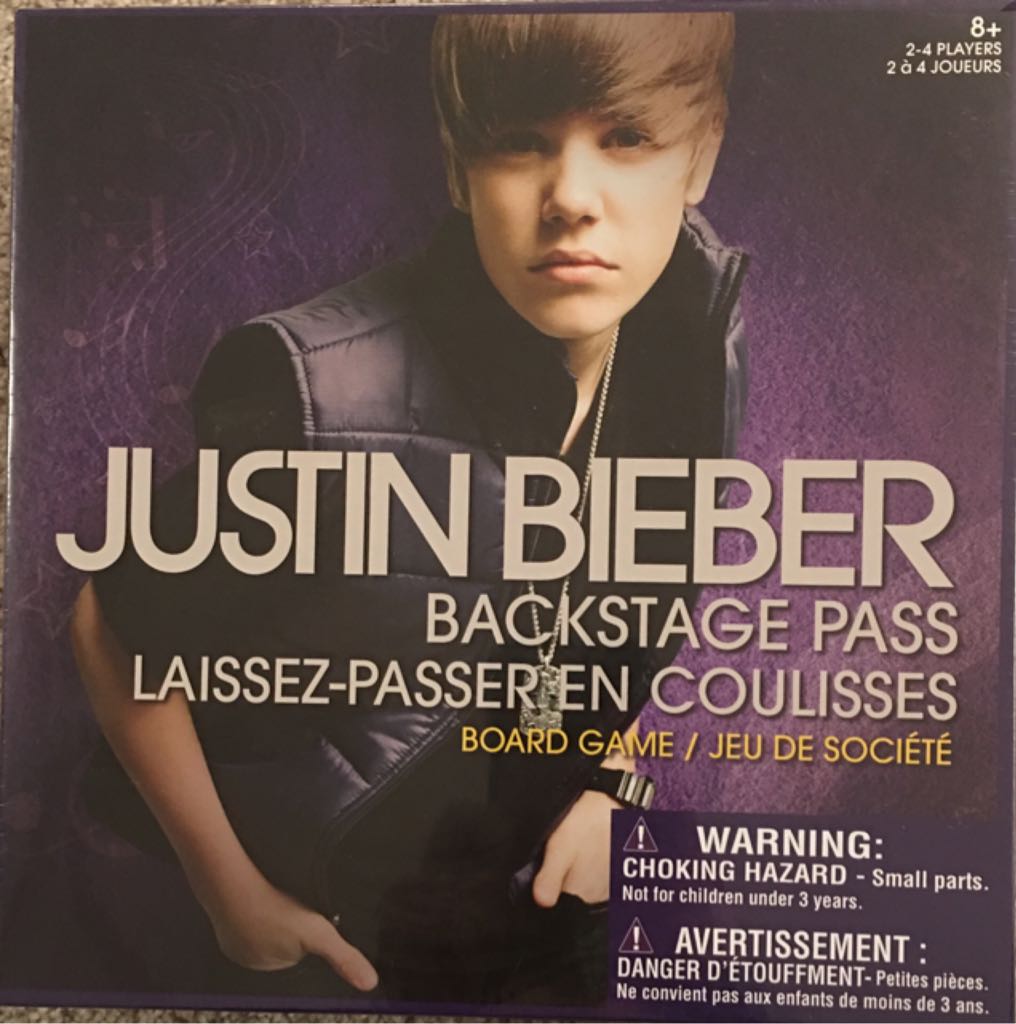 8+
2-4 PLAYERS
2 à 4 JOUEURS
JUSTIN BIEBER
BACKSTAGE PASS
LAISSEZ-PASSER EN COULISSES
BOARD GAME / JEU DE SOCIÉTÉ
WARNING:
CHOKING HAZARD - Small parts.
Not for children under 3 years.
AVERTISSEMENT :
DANGER D'ÉTOUFFMENT- Petites pièces.
Ne convient pas aux enfants de moins de 3 ans.